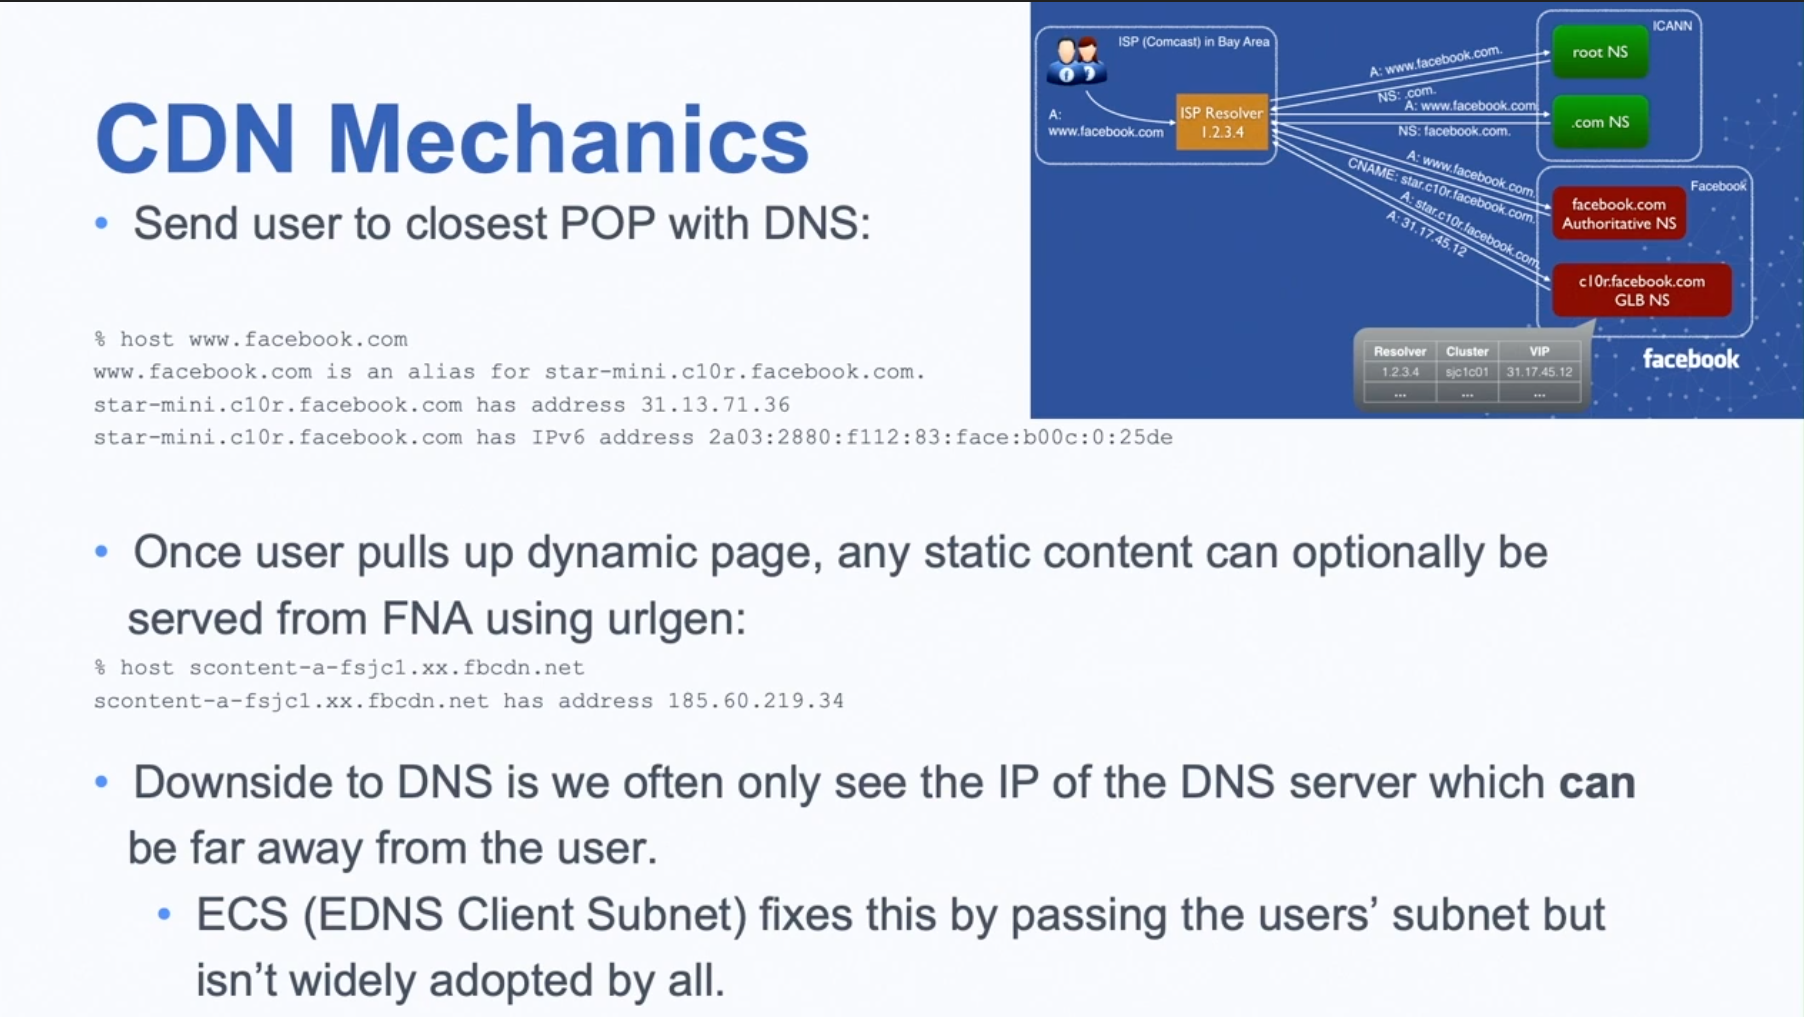 CDN Mechanics
• Send user to closest POP with DNS:
% host www.facebook.com
www.facebook.com is an alias for star-mini.c10r.facebook.com.
star-mini.c10r.facebook.com has address 31.13.71.36
star-mini.c10r.facebook.com has IPv6 address 2a03:2880:f112:83:face:b00c:0:25de
• Once user pulls up dynamic page, any static content can optionally be
served from FNA using urlgen:
% host scontent-a-fsjc1.xx.fbcdn.net
scontent-a-fsjc1.xx.fbcdn.net has address 185.60.219.34
• Downside to DNS is we often only see the IP of the DNS server which can
be far away from the user.
• ECS (EDNS Client Subnet) fixes this by passing the users’ subnet but
isn’t widely adopted by all.
ISP (Comcast) in Bay Area
A:
www.facebook.com
ISP Resolver
1.2.3.4
A: www.facebook.com.
NS: .com.
A: www.facebook.com.
NS: facebook.com.
A: www.facebook.com.
CNAME: star.c10r.facebook.com.
A: star.c10r.facebook.com.
A: 31.17.45.12
ICANN
root NS
.com NS
Facebook
facebook.com
Authoritative NS
c10r.facebook.com
GLB NS
Resolver Cluster VIP
1.2.3.4 sjc1c01 31.17.45.12
... ... ...
facebook